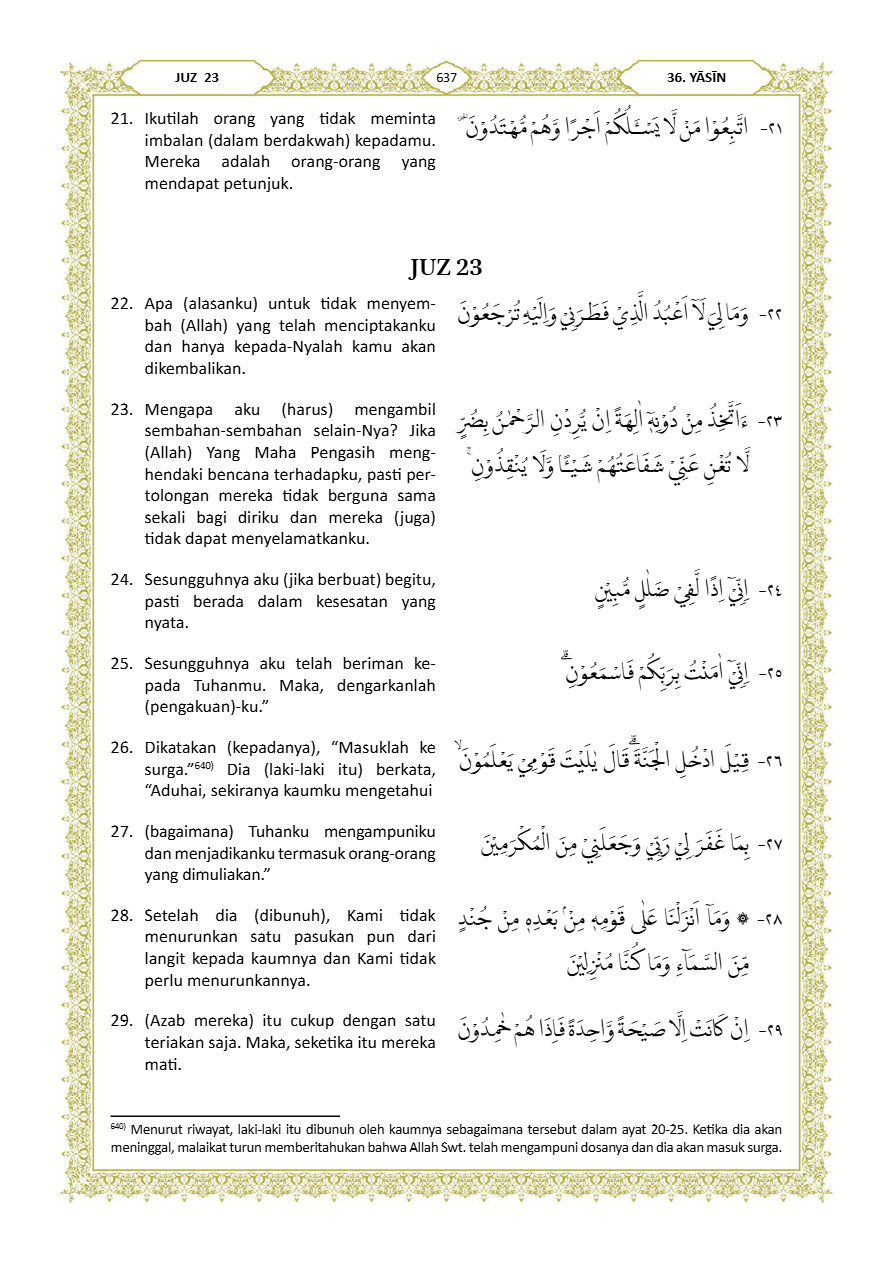 JUZ 23
637
36. YĀSĪN
21. Ikutilah orang yang tidak meminta
imbalan (dalam berdakwah) kepadamu.
Mereka adalah orang-orang yang
mendapat petunjuk.
٢١- اتَّبِعُوْا مَنْ لَّا يَسْـَٔلُكُمْ اَجْرًا وَّهُمْ مُّهْتَدُوْنَ ۔
JUZ 23
22. Apa (alasanku) untuk tidak menyem-
bah (Allah) yang telah menciptakanku
dan hanya kepada-Nyalah kamu akan
dikembalikan.
٢٢- وَمَا لِيَ لَآ اَعْبُدُ الَّذِيْ فَطَرَنِيْ وَاِلَيْهِ تُرْجَعُوْنَ
23. Mengapa aku (harus) mengambil
sembahan-sembahan selain-Nya? Jika
(Allah) Yang Maha Pengasih meng-
hendaki bencana terhadapku, pasti per-
tolongan mereka tidak berguna sama
sekali bagi diriku dan mereka (juga)
tidak dapat menyelamatkanku.
٢٣- ءَاَتَّخِذُ مِنْ دُوْنِهٖٓ اٰلِهَةً اِنْ يُّرِدْنِ الرَّحْمٰنُ بِضُرٍّ
لَّا تُغْنِ عَنِّيْ شَفَاعَتُهُمْ شَيْـًٔا وَّلَا يُنْقِذُوْنِۚ
24. Sesungguhnya aku (jika berbuat) begitu,
pasti berada dalam kesesatan yang
nyata.
٢٤- اِنِّيْٓ اِذًا لَّفِيْ ضَلٰلٍ مُّبِيْنٍ
25. Sesungguhnya aku telah beriman ke-
pada Tuhanmu. Maka, dengarkanlah
(pengakuan)-ku.”
٢٥- اِنِّيْٓ اٰمَنْتُ بِرَبِّكُمْ فَاسْمَعُوْنِۗ
26. Dikatakan (kepadanya), “Masuklah ke
surga.”⁶⁴⁰⁾ Dia (laki-laki itu) berkata,
“Aduhai, sekiranya kaumku mengetahui
٢٦- قِيْلَ ادْخُلِ الْجَنَّةَۗ قَالَ يٰلَيْتَ قَوْمِيْ يَعْلَمُوْنَۙ
27. (bagaimana) Tuhanku mengampuniku
dan menjadikanku termasuk orang-orang
yang dimuliakan.”
٢٧- بِمَا غَفَرَ لِيْ رَبِّيْ وَجَعَلَنِيْ مِنَ الْمُكْرَمِيْنَ
28. Setelah dia (dibunuh), Kami tidak
menurunkan satu pasukan pun dari
langit kepada kaumnya dan Kami tidak
perlu menurunkannya.
٢٨- ۞ وَمَآ اَنْزَلْنَا عَلٰى قَوْمِهٖ مِنْۢ بَعْدِهٖ مِنْ جُنْدٍ
مِّنَ السَّمَاۤءِ وَمَا كُنَّا مُنْزِلِيْنَ
29. (Azab mereka) itu cukup dengan satu
teriakan saja. Maka, seketika itu mereka
mati.
٢٩- اِنْ كَانَتْ اِلَّا صَيْحَةً وَّاحِدَةً فَاِذَا هُمْ خٰمِدُوْنَ
⁶⁴⁰⁾ Menurut riwayat, laki-laki itu dibunuh oleh kaumnya sebagaimana tersebut dalam ayat 20-25. Ketika dia akan
meninggal, malaikat turun memberitahukan bahwa Allah Swt. telah mengampuni dosanya dan dia akan masuk surga.